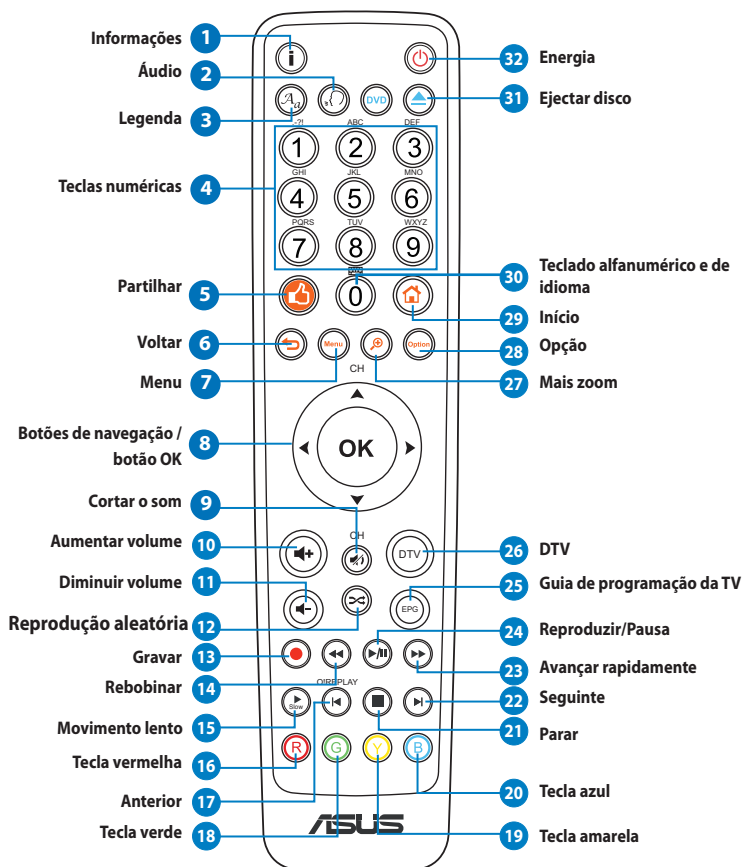 Informações 1
i
32 Energia
Áudio 2
31 Ejectar disco
Legenda 3
Aa
DVD
-?! ABC DEF
1 2 3
GHI JKL MNO
Teclas numéricas 4
4 5 6
PQRS TUV WXYZ
7 8 9
30 Teclado alfanumérico e de
idioma
Partilhar 5
0
29 Início
Voltar 6
Menu
Option
28 Opção
Menu 7
CH
27 Mais zoom
Botões de navegação /
botão OK
8
OK
Cortar o som 9
CH
Aumentar volume 10
DTV
26 DTV
Diminuir volume 11
EPG
25 Guia de programação da TV
Reprodução aleatória 12
24 Reproduzir/Pausa
Gravar 13
23 Avançar rapidamente
Rebobinar 14
O!REPLAY
22 Seguinte
Slow
Movimento lento 15
21 Parar
Tecla vermelha 16
R G Y B
Anterior 17
20 Tecla azul
Tecla verde 18
ASUS
19 Tecla amarela